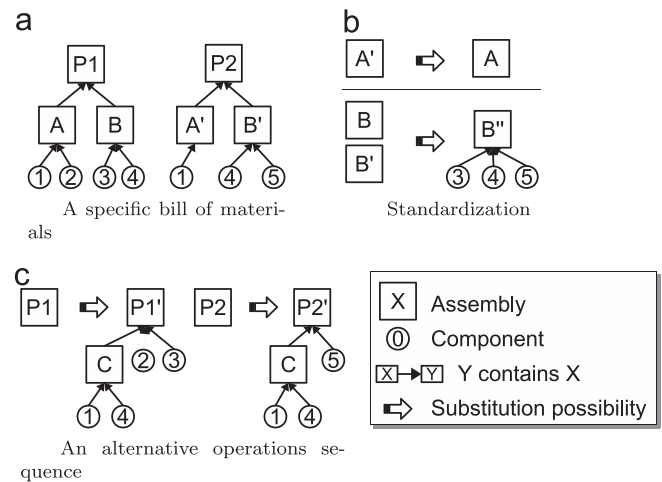 a
P1 P2
A B A' B'
1 2 3 4 1 4 5
A specific bill of materi-
als
b
A' A
B
B' B''
3 4 5
Standardization
c
P1 P1' P2 P2'
C 2 3 C 5
1 4 1 4
An alternative operations se-
quence
X Assembly
0 Component
X Y Y contains X
Substitution possibility